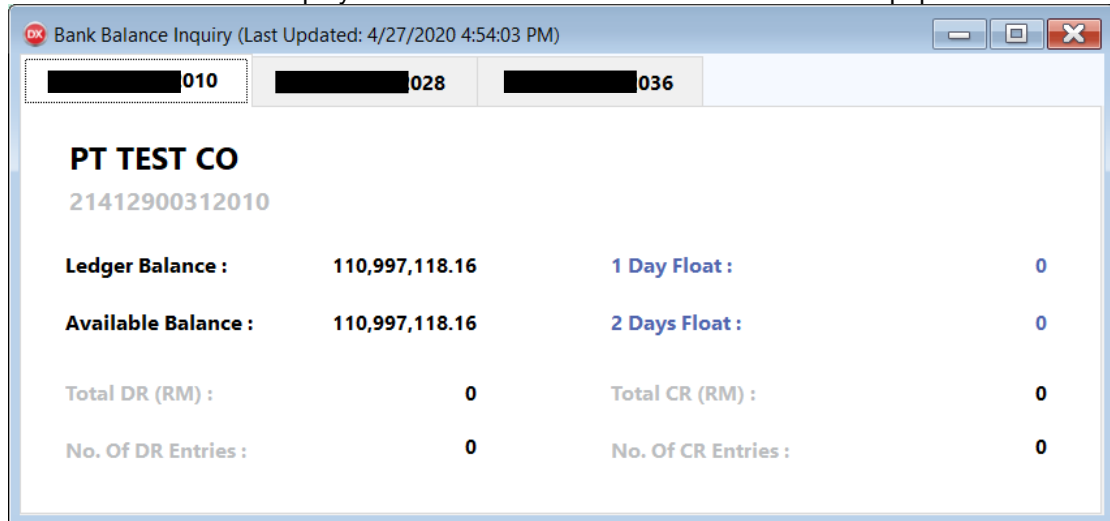 Bank Balance Inquiry (Last Updated: 4/27/2020 4:54:03 PM)
010 028 036
PT TEST CO
21412900312010
Ledger Balance : 110,997,118.16 1 Day Float : 0
Available Balance : 110,997,118.16 2 Days Float : 0
Total DR (RM) : 0 Total CR (RM) : 0
No. Of DR Entries : 0 No. Of CR Entries : 0